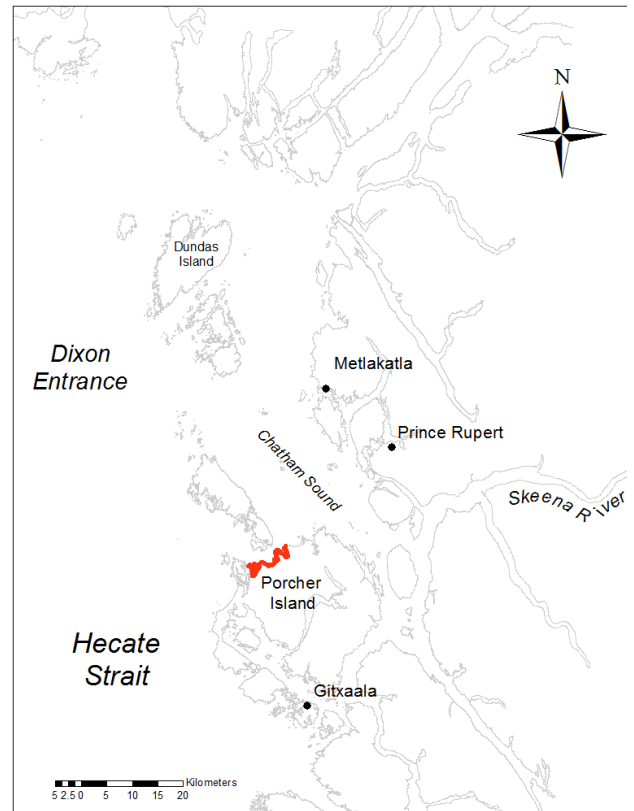 N
Dundas
Island
Dixon
Entrance
Metlakatla
Prince Rupert
Chatham Sound
Skeena River
Porcher
Island
Hecate
Strait
Gitxaala
5 2.5 0 5 10 15 20 Kilometers